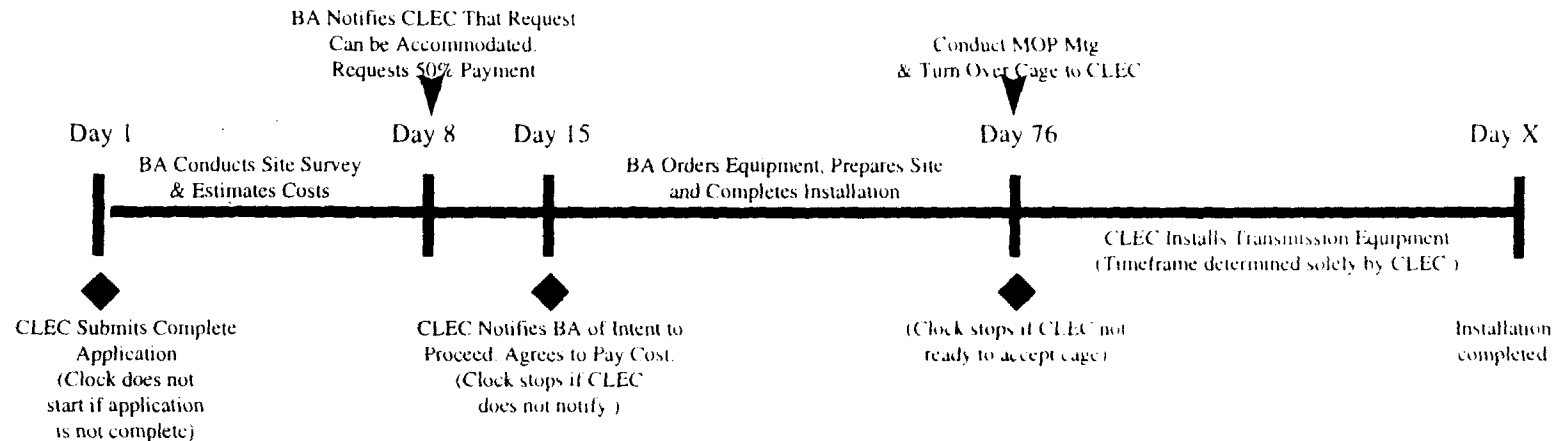 BA Notifies CLEC That Request
Can be Accommodated.
Requests 50% Payment
Conduct MOP Mtg
& Turn Over Cage to CLEC
Day 1
Day 8
Day 15
Day 76
Day X
BA Conducts Site Survey
& Estimates Costs
BA Orders Equipment, Prepares Site
and Completes Installation
CLEC Installs Transmission Equipment
(Timeframe determined solely by CLEC.)
CLEC Submits Complete
Application
(Clock does not
start if application
is not complete)
CLEC Notifies BA of Intent to
Proceed. Agrees to Pay Cost.
(Clock stops if CLEC
does not notify.)
(Clock stops if CLEC not
ready to accept cage)
Installation
completed